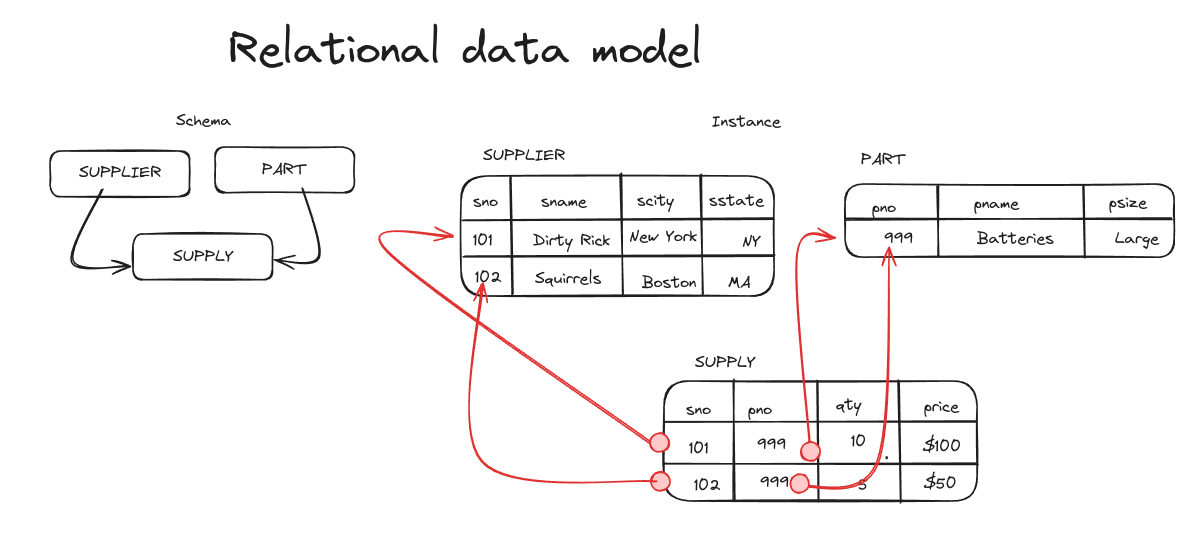 Relational data model
Schema
Instance
SUPPLIER
PART
SUPPLY
SUPPLIER
sno sname scity sstate
101 Dirty Rick New York NY
102 Squirrels Boston MA
PART
pno pname psize
999 Batteries Large
SUPPLY
sno pno qty price
101 999 10 $100
102 999 5 $50